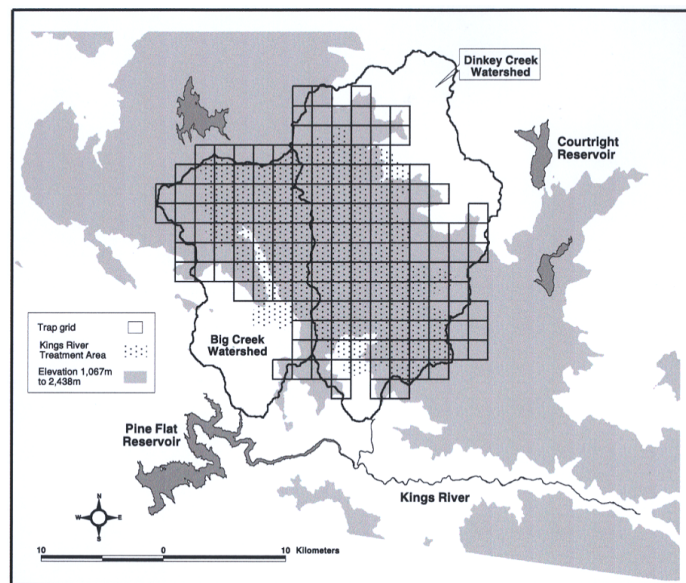 Dinkey Creek
Watershed
Courtright
Reservoir
Trap grid
Kings River
Treatment Area
Elevation 1,067m
to 2,438m
Big Creek
Watershed
Pine Flat
Reservoir
Kings River
N
W E
S
10 0 10 Kilometers